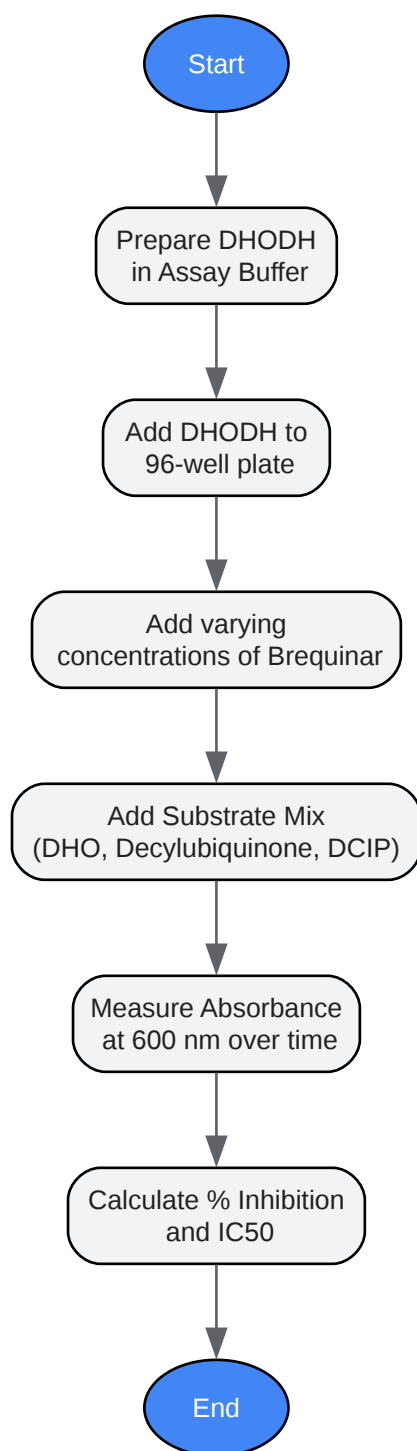 Start
Prepare DHODH
in Assay Buffer
Add DHODH to
96-well plate
Add varying
concentrations of Brequinar
Add Substrate Mix
(DHO, Decylubiquinone, DCIP)
Measure Absorbance
at 600 nm over time
Calculate % Inhibition
and IC50
End